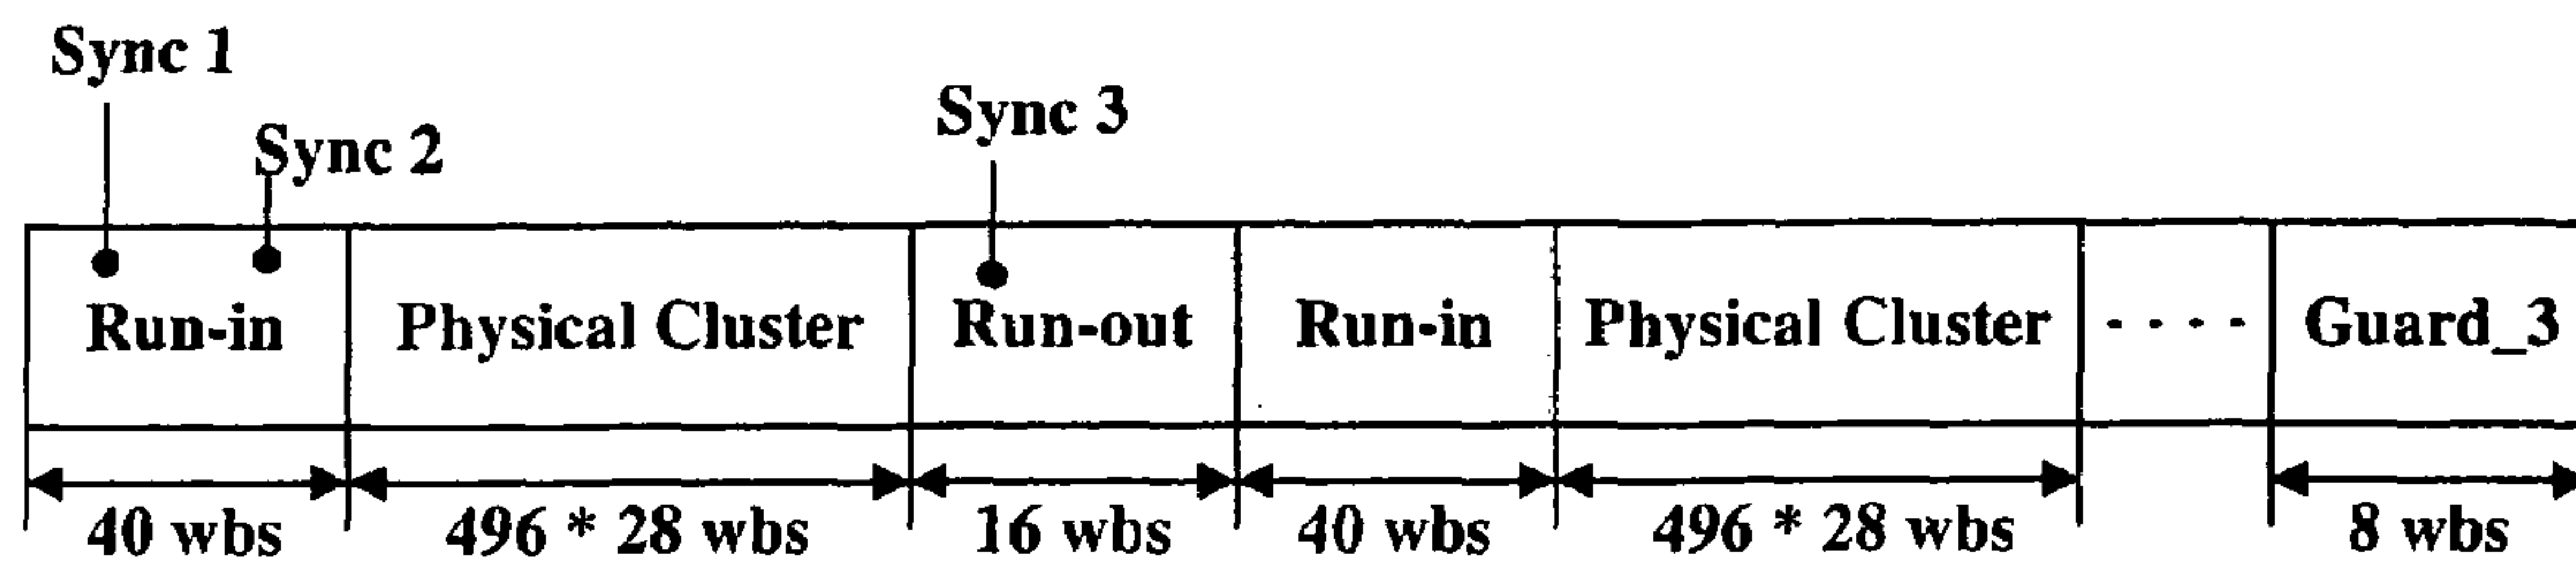 Sync 1
Sync 3
Sync 2
Run-in Physical Cluster Run-out Run-in Physical Cluster . . . . Guard_3
40 wbs 496 * 28 wbs 16 wbs 40 wbs 496 * 28 wbs 8 wbs